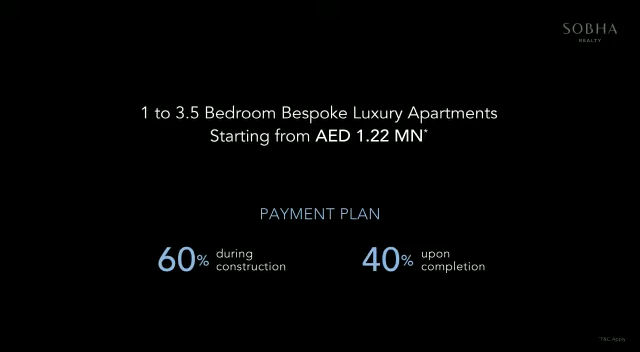 SOBHA
REALTY
1 to 3.5 Bedroom Bespoke Luxury Apartments
Starting from AED 1.22 MN*
PAYMENT PLAN
60% during construction
40% upon completion
*T&C Apply